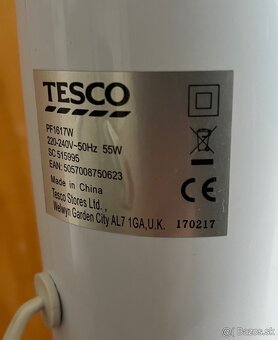 TESCO
PF1617W
220-240V~50Hz 55W
SC 515995
EAN: 5057008750623
Made in China
Tesco Stores Ltd.,
Welwyn Garden City AL7 1GA,U.K.
170217
Bazos.sk